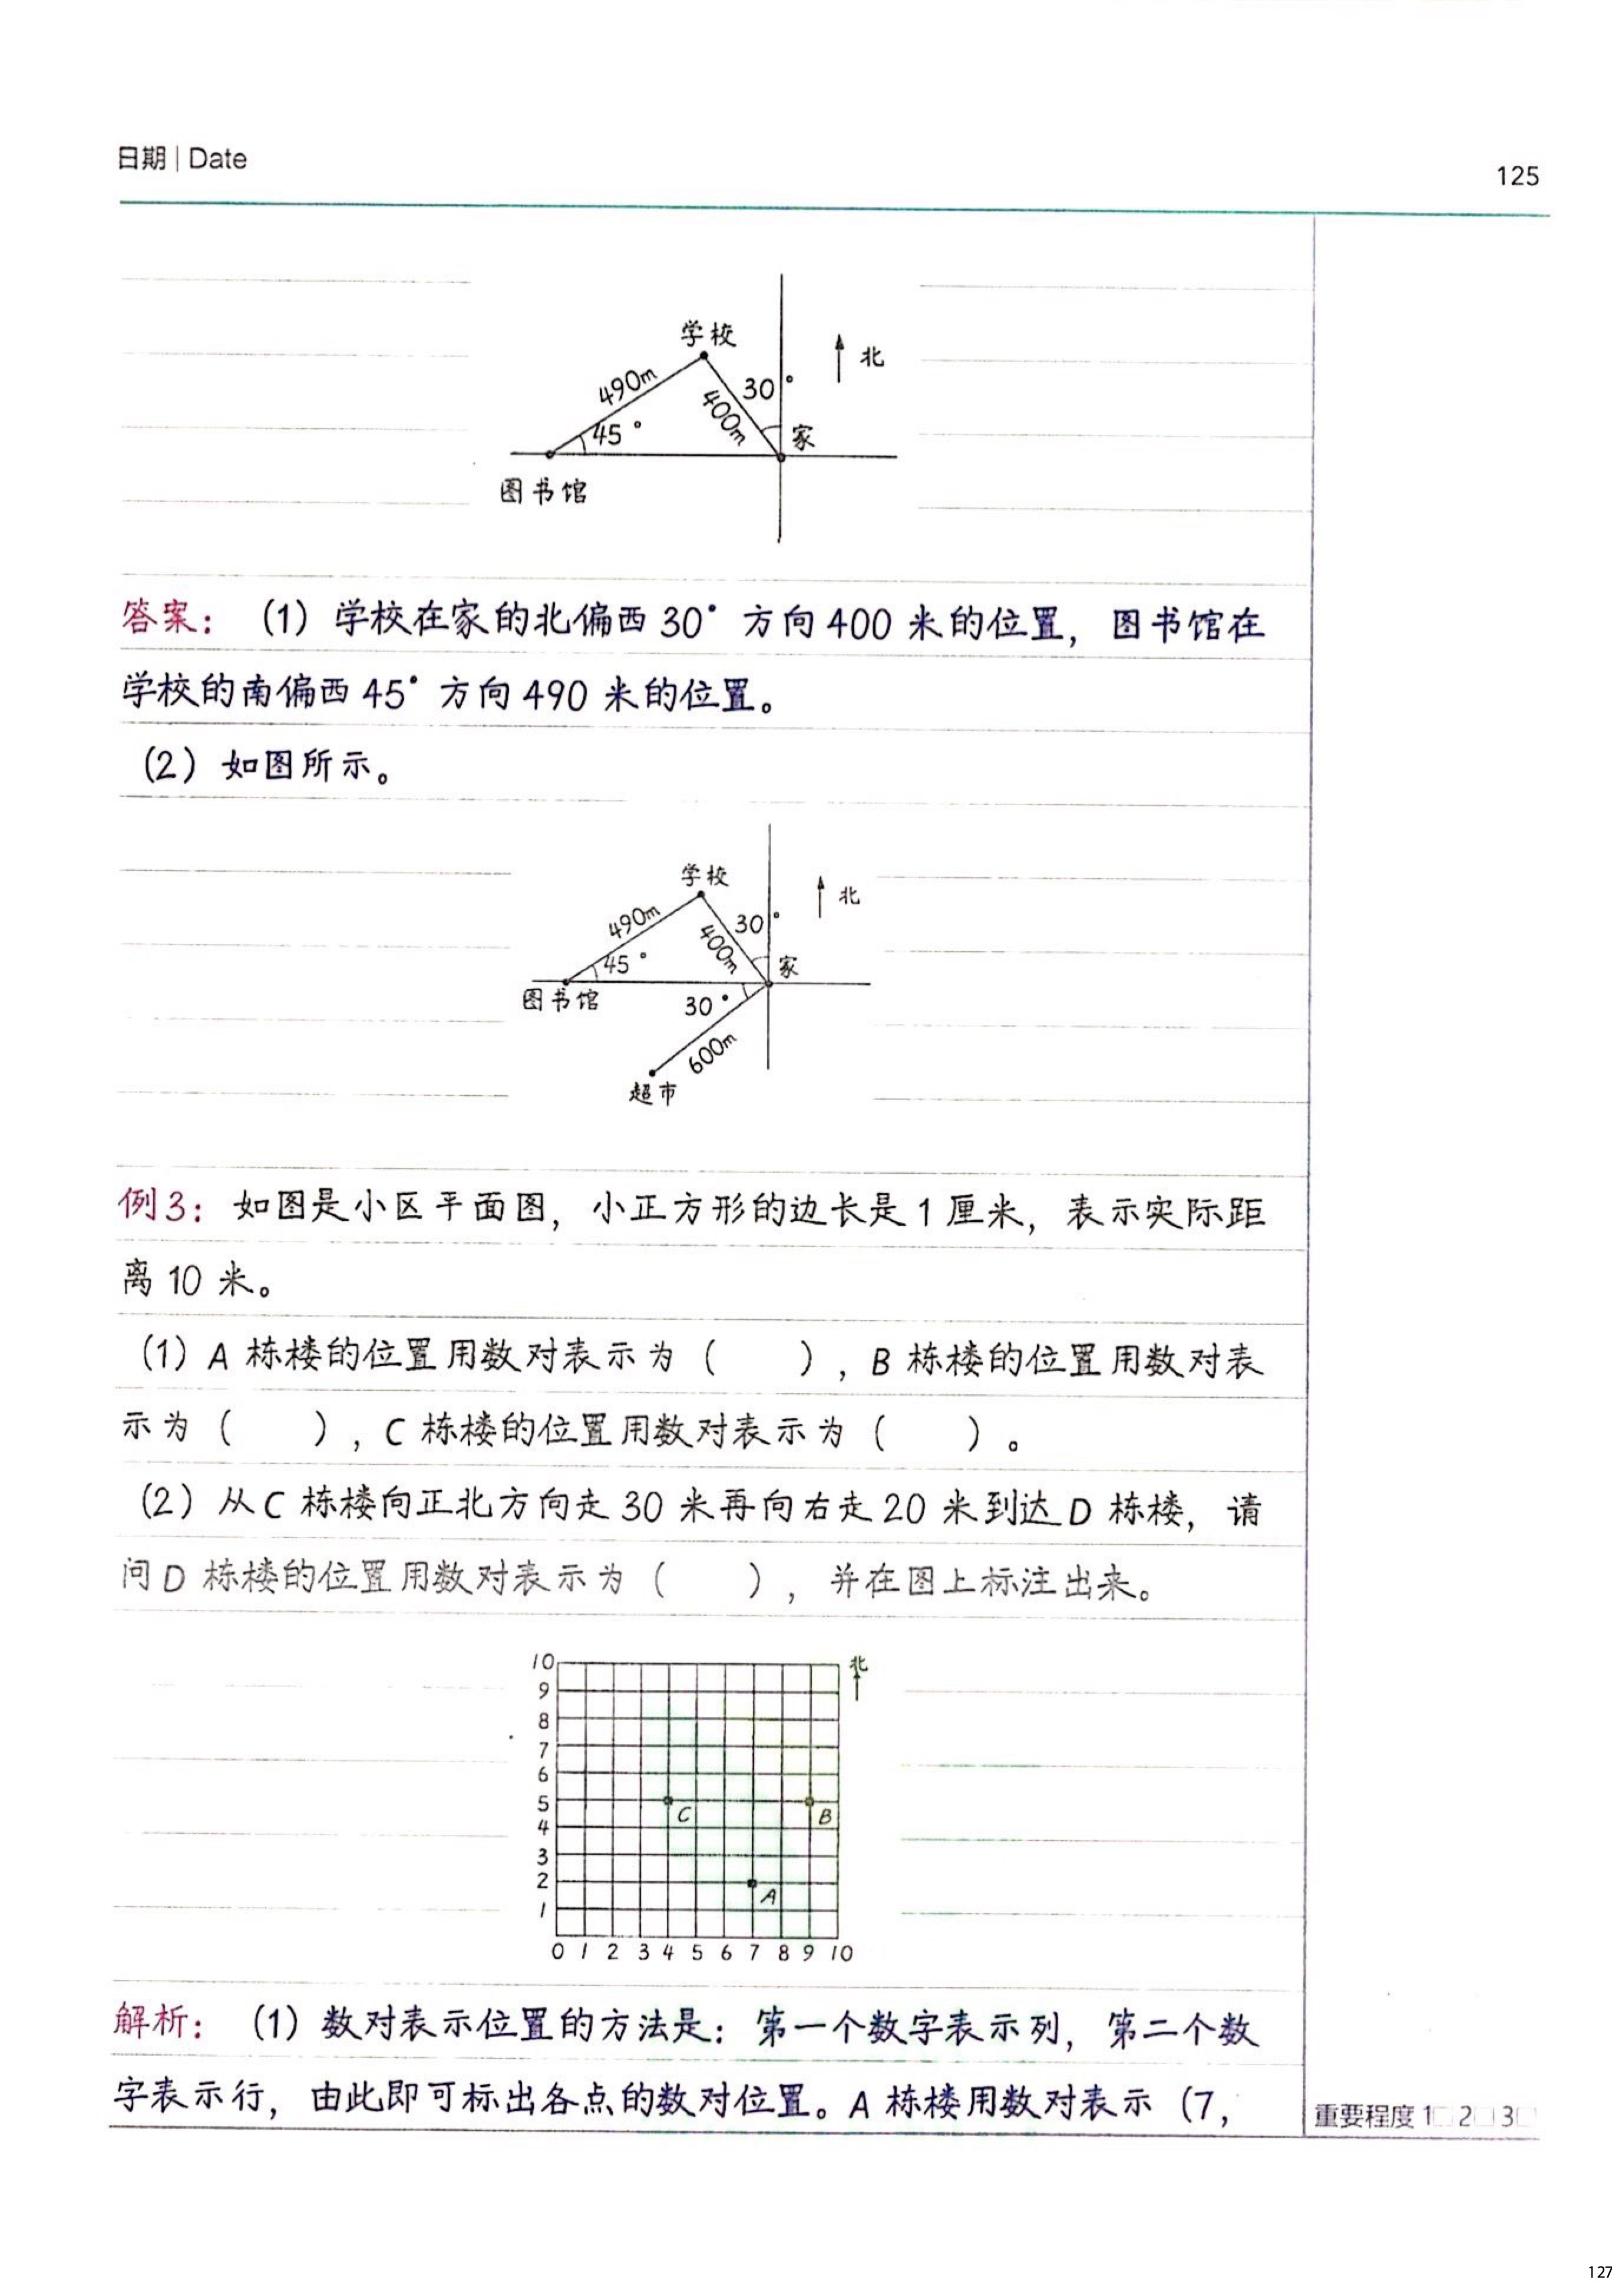 日期 | Date
125
学校
北
490m
400m
30°
45°
家
图书馆
答案：（1）学校在家的北偏西30°方向400米的位置，图书馆在
学校的南偏西45°方向490米的位置。
（2）如图所示。
学校
北
490m
400m
30°
45°
家
图书馆
30°
600m
超市
例3：如图是小区平面图，小正方形的边长是1厘米，表示实际距
离10米。
（1）A栋楼的位置用数对表示为（　　），B栋楼的位置用数对表
示为（　　），C栋楼的位置用数对表示为（　　）。
（2）从C栋楼向正北方向走30米再向右走20米到达D栋楼，请
问D栋楼的位置用数对表示为（　　），并在图上标注出来。
10
北
9
8
7
6
5
C
B
4
3
2
A
1
0 1 2 3 4 5 6 7 8 9 10
解析：（1）数对表示位置的方法是：第一个数字表示列，第二个数
字表示行，由此即可标出各点的数对位置。A栋楼用数对表示（7，
重要程度 1□ 2□ 3□
127